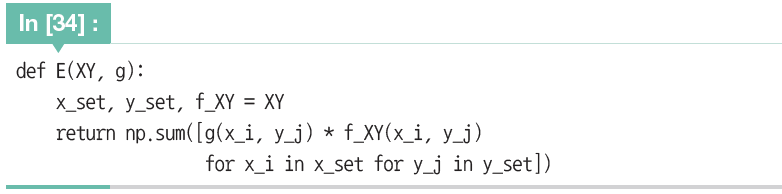 In [34] :
def E(XY, g):
    x_set, y_set, f_XY = XY
    return np.sum([g(x_i, y_j) * f_XY(x_i, y_j)
                   for x_i in x_set for y_j in y_set])